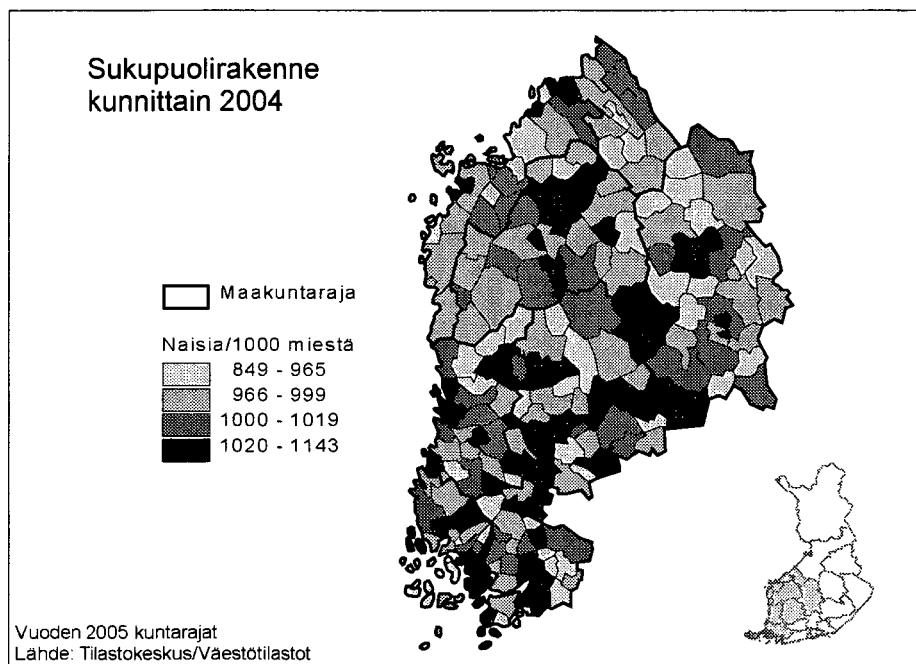 Sukupuolirakenne
kunnittain 2004
Maakuntaraja
Naisia/1000 miestä
849 - 965
966 - 999
1000 - 1019
1020 - 1143
Vuoden 2005 kuntarajat
Lähde: Tilastokeskus/Väestötilastot